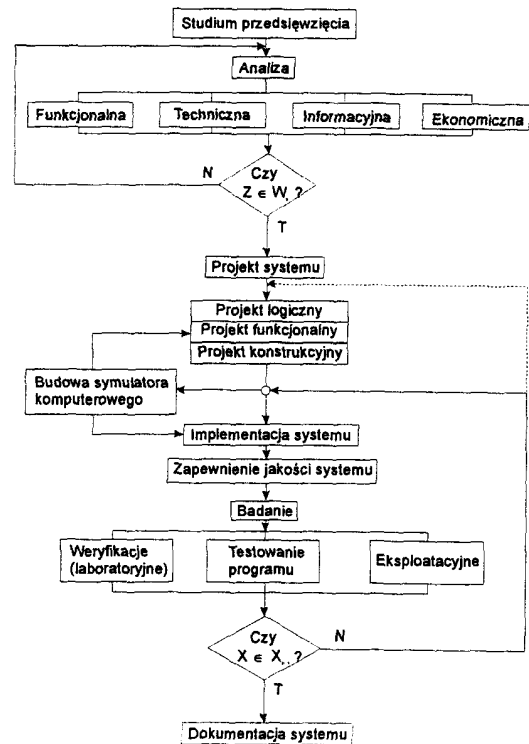 Studium przedsięwzięcia
Analiza
Funkcjonalna
Techniczna
Informacyjna
Ekonomiczna
N
Czy
Z ∈ W, ?
T
Projekt systemu
Projekt logiczny
Projekt funkcjonalny
Projekt konstrukcyjny
Budowa symulatora
komputerowego
Implementacja systemu
Zapewnienie jakości systemu
Badanie
Weryfikacje
(laboratoryjne)
Testowanie
programu
Eksploatacyjne
Czy
X ∈ X, . ?
N
T
Dokumentacja systemu